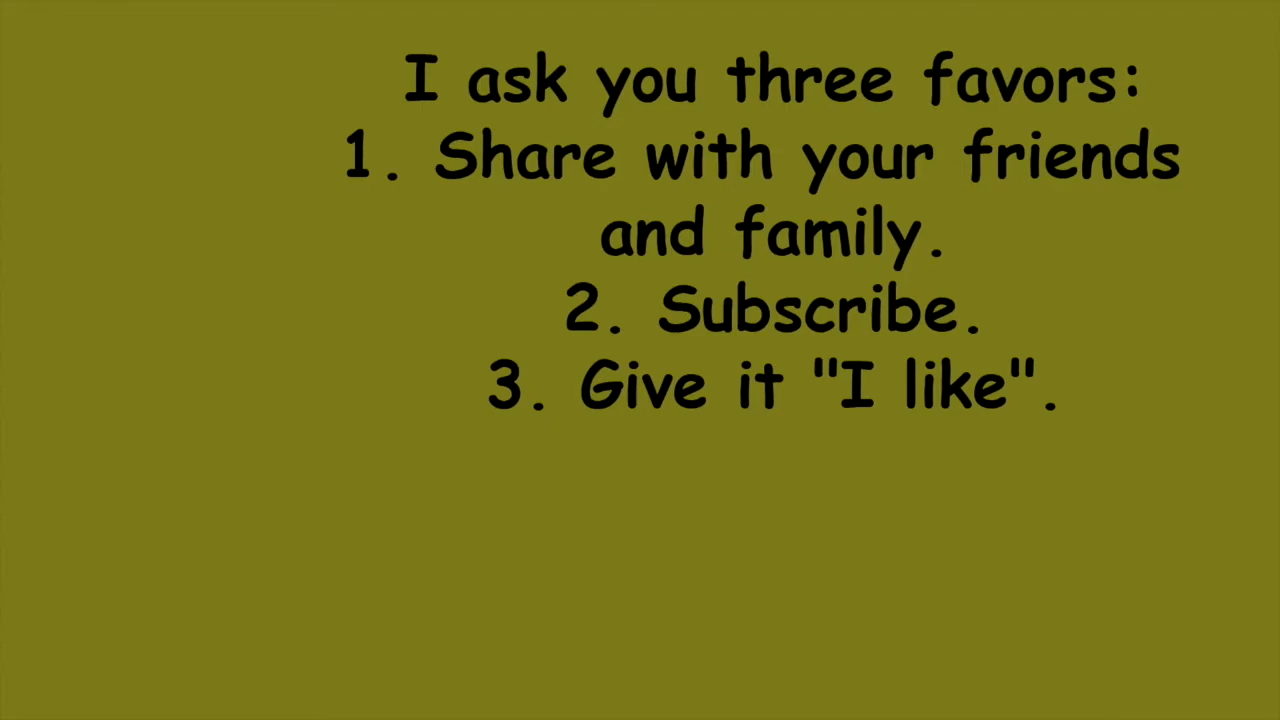 I ask you three favors:
1. Share with your friends
and family.
2. Subscribe.
3. Give it "I like".